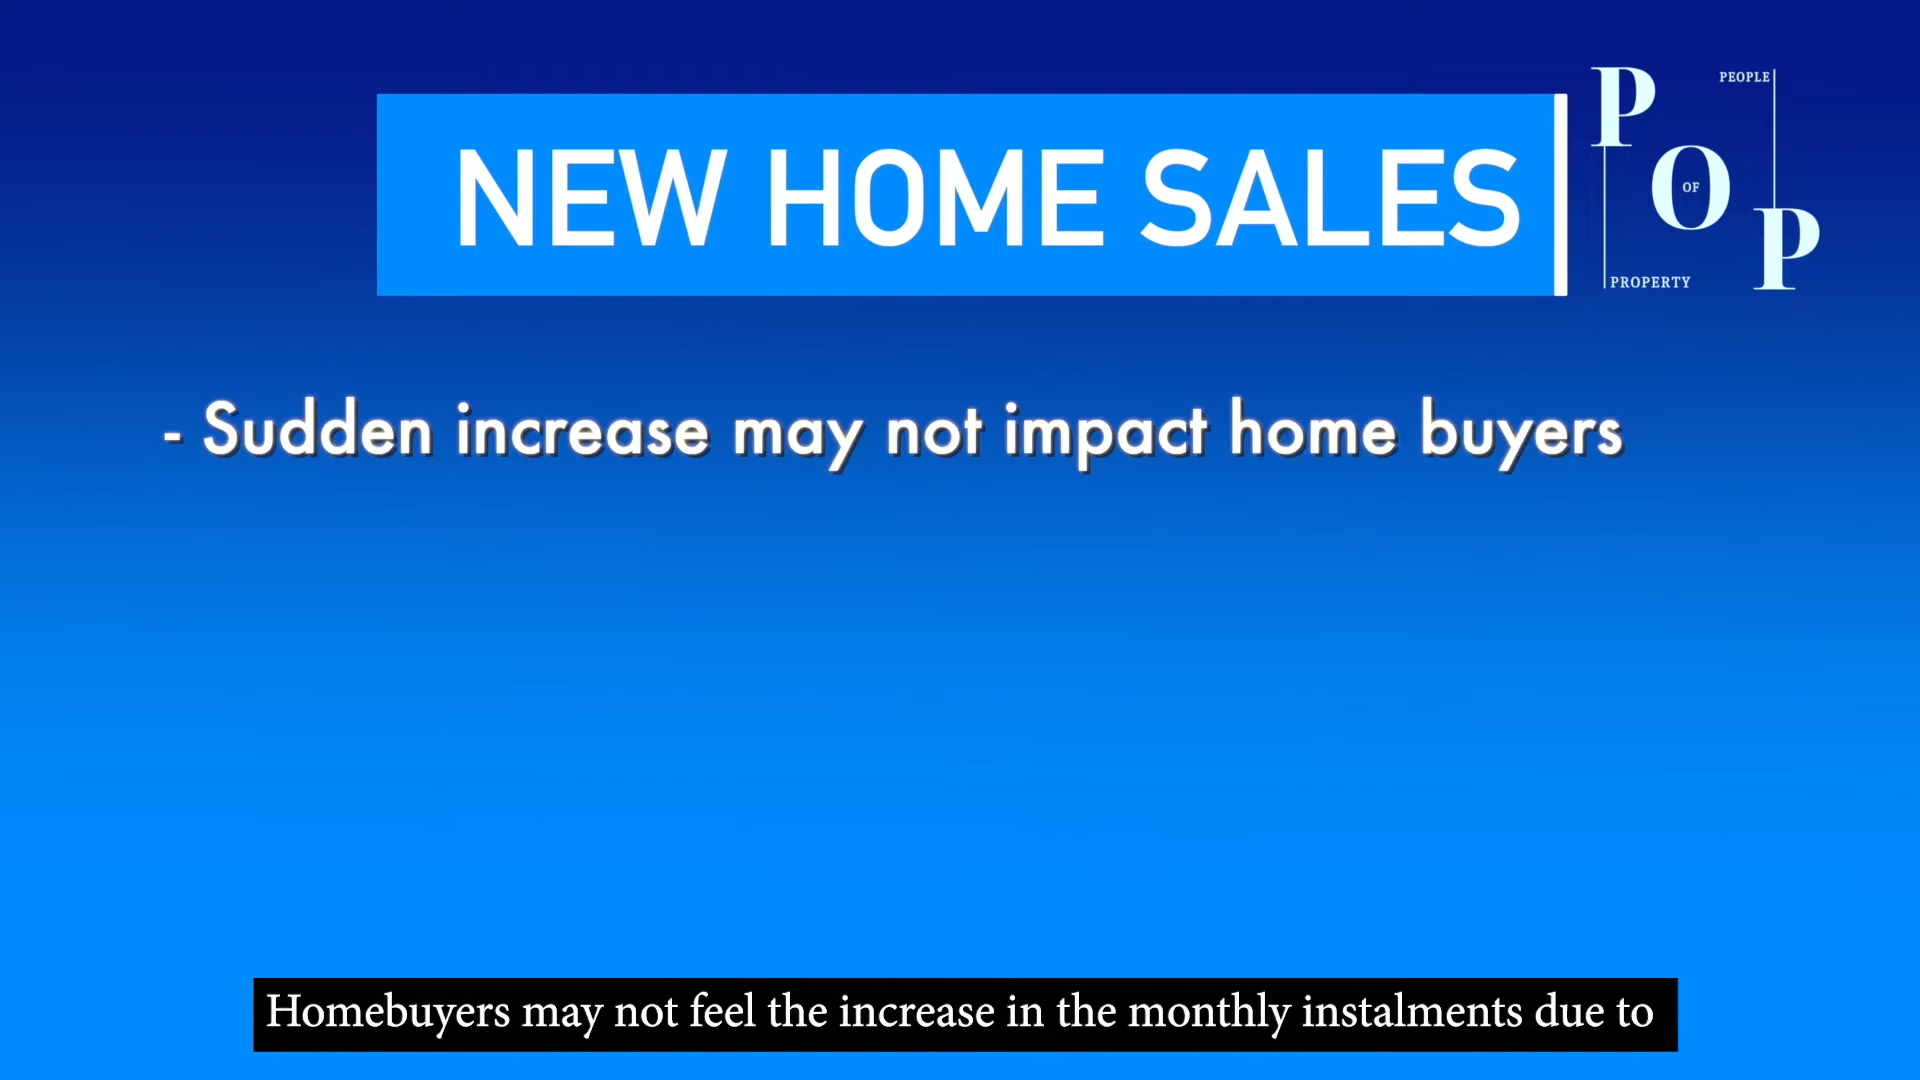 NEW HOME SALES
P
PEOPLE
O
OF
P
PROPERTY
- Sudden increase may not impact home buyers
Homebuyers may not feel the increase in the monthly instalments due to